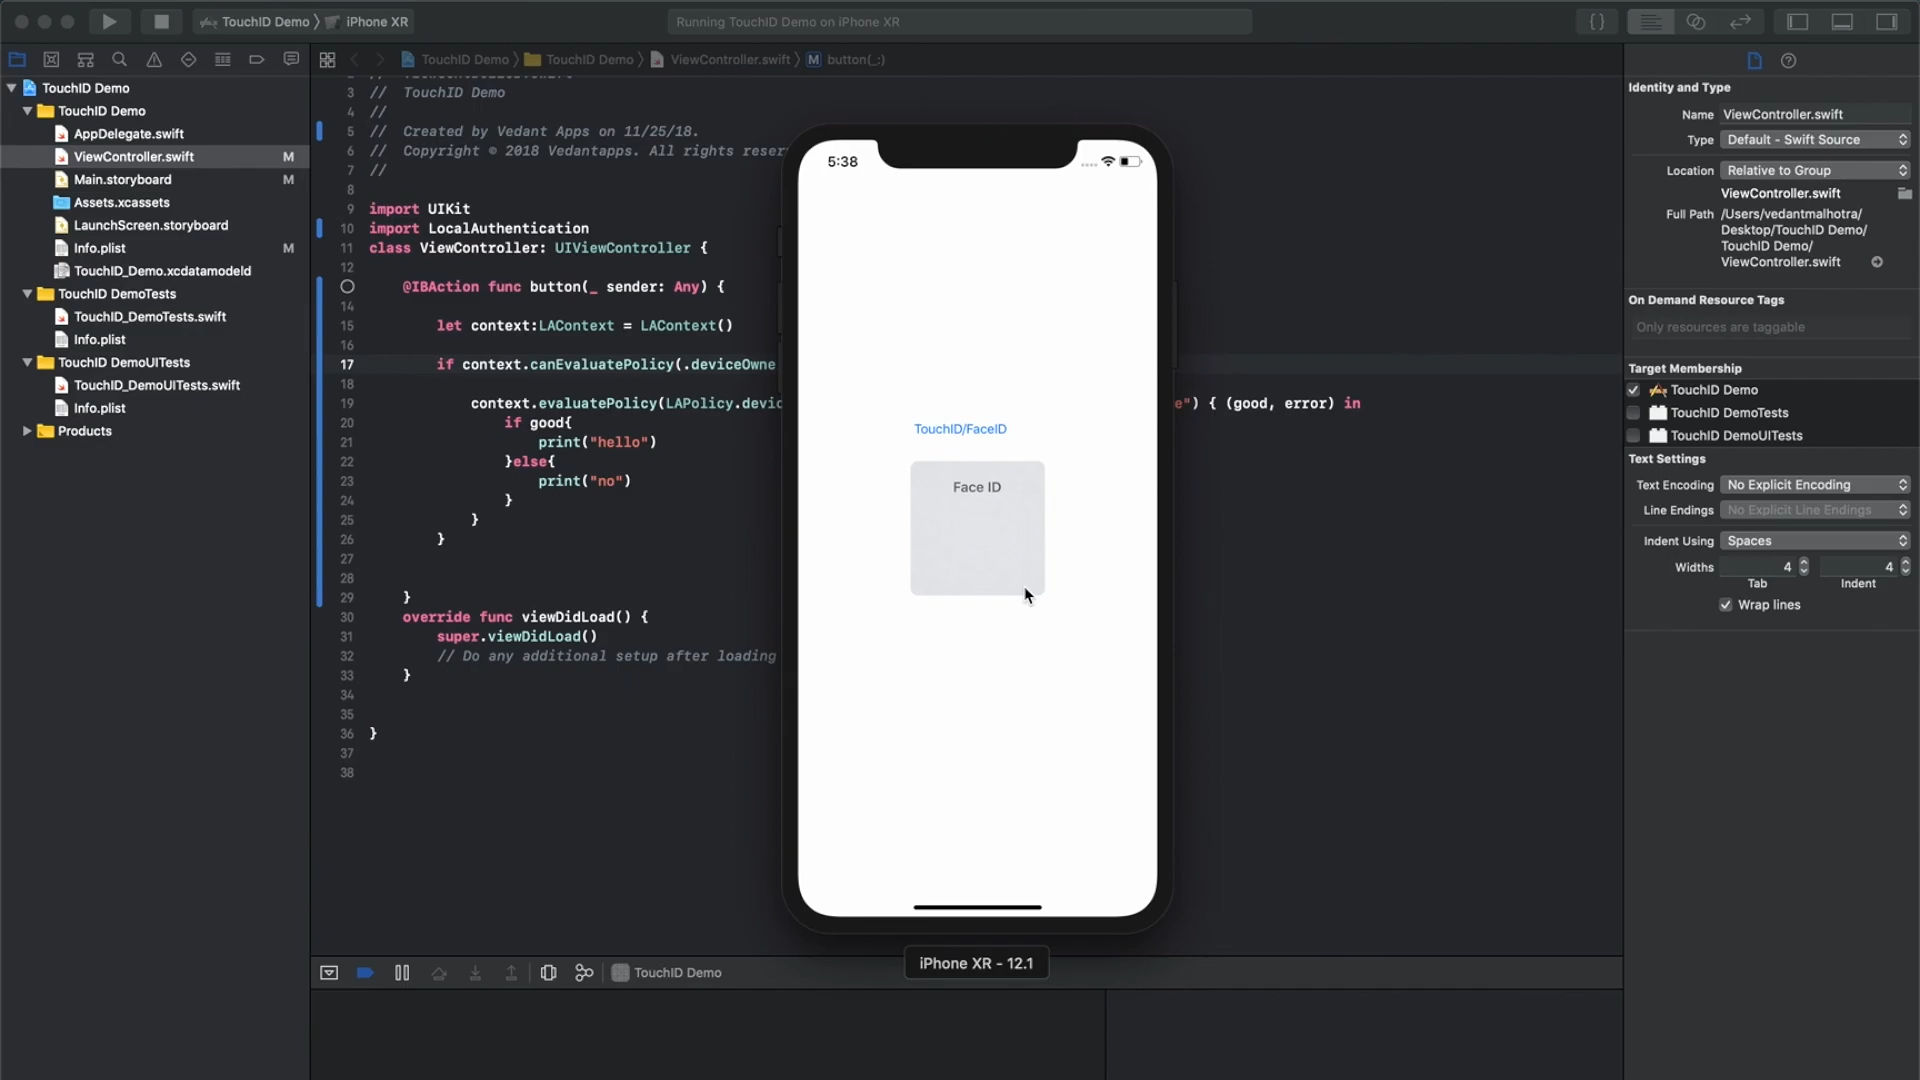 TouchID Demo 〉 iPhone XR
Running TouchID Demo on iPhone XR
{ }
TouchID Demo 〉 TouchID Demo 〉 ViewController.swift 〉 M button(_:)
TouchID Demo
TouchID Demo
AppDelegate.swift
ViewController.swift M
Main.storyboard M
Assets.xcassets
LaunchScreen.storyboard
Info.plist M
TouchID_Demo.xcdatamodeld
TouchID DemoTests
TouchID_DemoTests.swift
Info.plist
TouchID DemoUITests
TouchID_DemoUITests.swift
Info.plist
Products
3 //  TouchID Demo
4 //
5 //  Created by Vedant Apps on 11/25/18.
6 //  Copyright © 2018 Vedantapps. All rights reser
7 //
8
9 import UIKit
10 import LocalAuthentication
11 class ViewController: UIViewController {
12
@IBAction func button(_ sender: Any) {
14
15 let context:LAContext = LAContext()
16
17 if context.canEvaluatePolicy(.deviceOwne
18
19 context.evaluatePolicy(LAPolicy.devic e") { (good, error) in
20 if good{
21 print("hello")
22 }else{
23 print("no")
24 }
25 }
26 }
27
28
29 }
30 override func viewDidLoad() {
31 super.viewDidLoad()
32 // Do any additional setup after loading
33 }
34
35
36 }
37
38
5:38
TouchID/FaceID
Face ID
iPhone XR – 12.1
TouchID Demo
Identity and Type
Name ViewController.swift
Type Default - Swift Source
Location Relative to Group
ViewController.swift
Full Path /Users/vedantmalhotra/
Desktop/TouchID Demo/
TouchID Demo/
ViewController.swift
On Demand Resource Tags
Only resources are taggable
Target Membership
TouchID Demo
TouchID DemoTests
TouchID DemoUITests
Text Settings
Text Encoding No Explicit Encoding
Line Endings No Explicit Line Endings
Indent Using Spaces
Widths 4 4
Tab Indent
Wrap lines